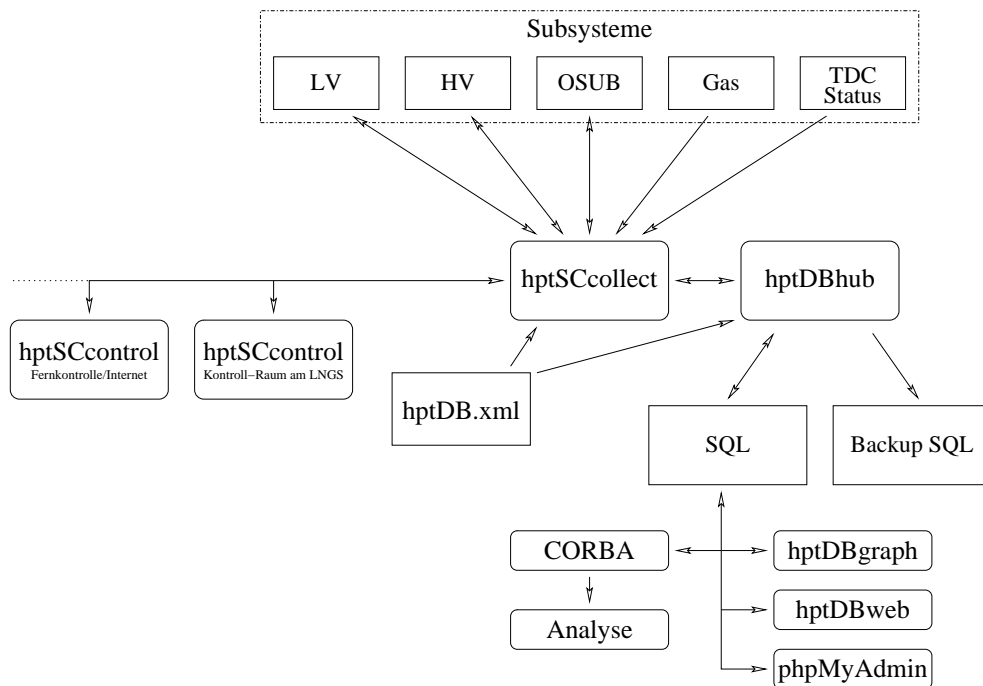 Subsysteme
LV
HV
OSUB
Gas
TDC
Status
hptSCcollect
hptDBhub
hptSCcontrol
Fernkontrolle/Internet
hptSCcontrol
Kontroll−Raum am LNGS
hptDB.xml
SQL
Backup SQL
CORBA
hptDBgraph
Analyse
hptDBweb
phpMyAdmin